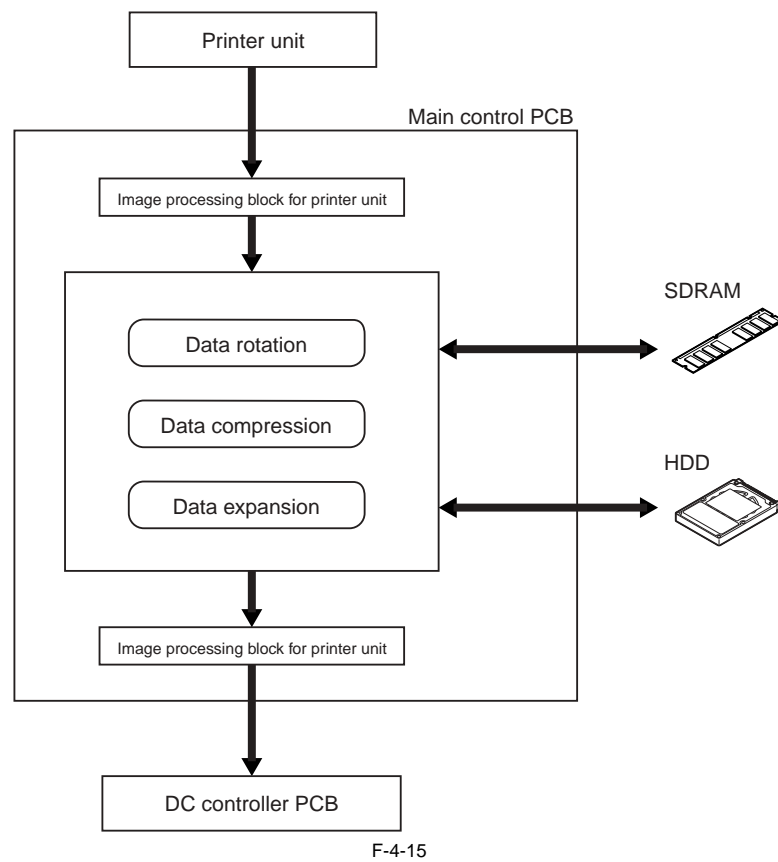 Printer unit
Main control PCB
Image processing block for printer unit
SDRAM
Data rotation
Data compression
HDD
Data expansion
Image processing block for printer unit
DC controller PCB
F-4-15